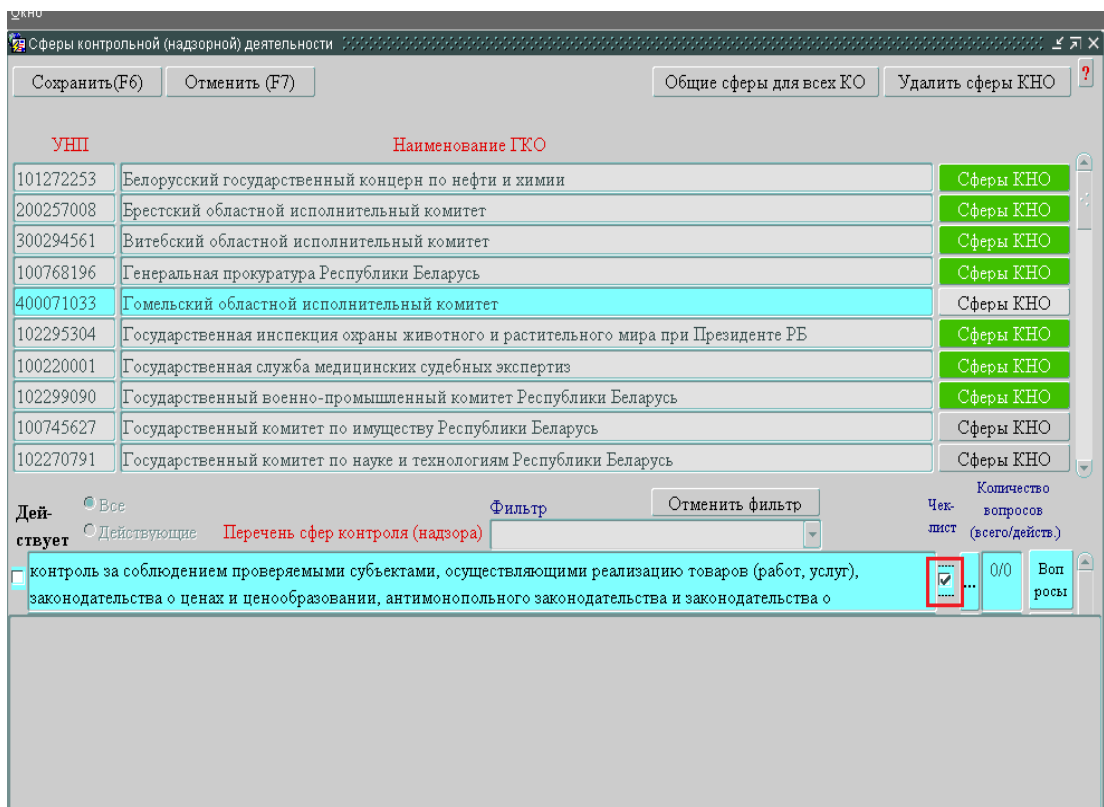 Окно
Сферы контрольной (надзорной) деятельности
Сохранить(F6) Отменить (F7) Общие сферы для всех КО Удалить сферы КНО ?
УНП Наименование ГКО
101272253 Белорусский государственный концерн по нефти и химии Сферы КНО
200257008 Брестский областной исполнительный комитет Сферы КНО
300294561 Витебский областной исполнительный комитет Сферы КНО
100768196 Генеральная прокуратура Республики Беларусь Сферы КНО
400071033 Гомельский областной исполнительный комитет Сферы КНО
102295304 Государственная инспекция охраны животного и растительного мира при Президенте РБ Сферы КНО
100220001 Государственная служба медицинских судебных экспертиз Сферы КНО
102299090 Государственный военно-промышленный комитет Республики Беларусь Сферы КНО
100745627 Государственный комитет по имуществу Республики Беларусь Сферы КНО
102270791 Государственный комитет по науке и технологиям Республики Беларусь Сферы КНО
Дей-
ствует
Все
Действующие
Перечень сфер контроля (надзора)
Фильтр
Отменить фильтр
Чек-
лист
Количество
вопросов
(всего/действ.)
контроль за соблюдением проверяемыми субъектами, осуществляющими реализацию товаров (работ, услуг),
законодательства о ценах и ценообразовании, антимонопольного законодательства и законодательства о
...
0/0
Воп
росы